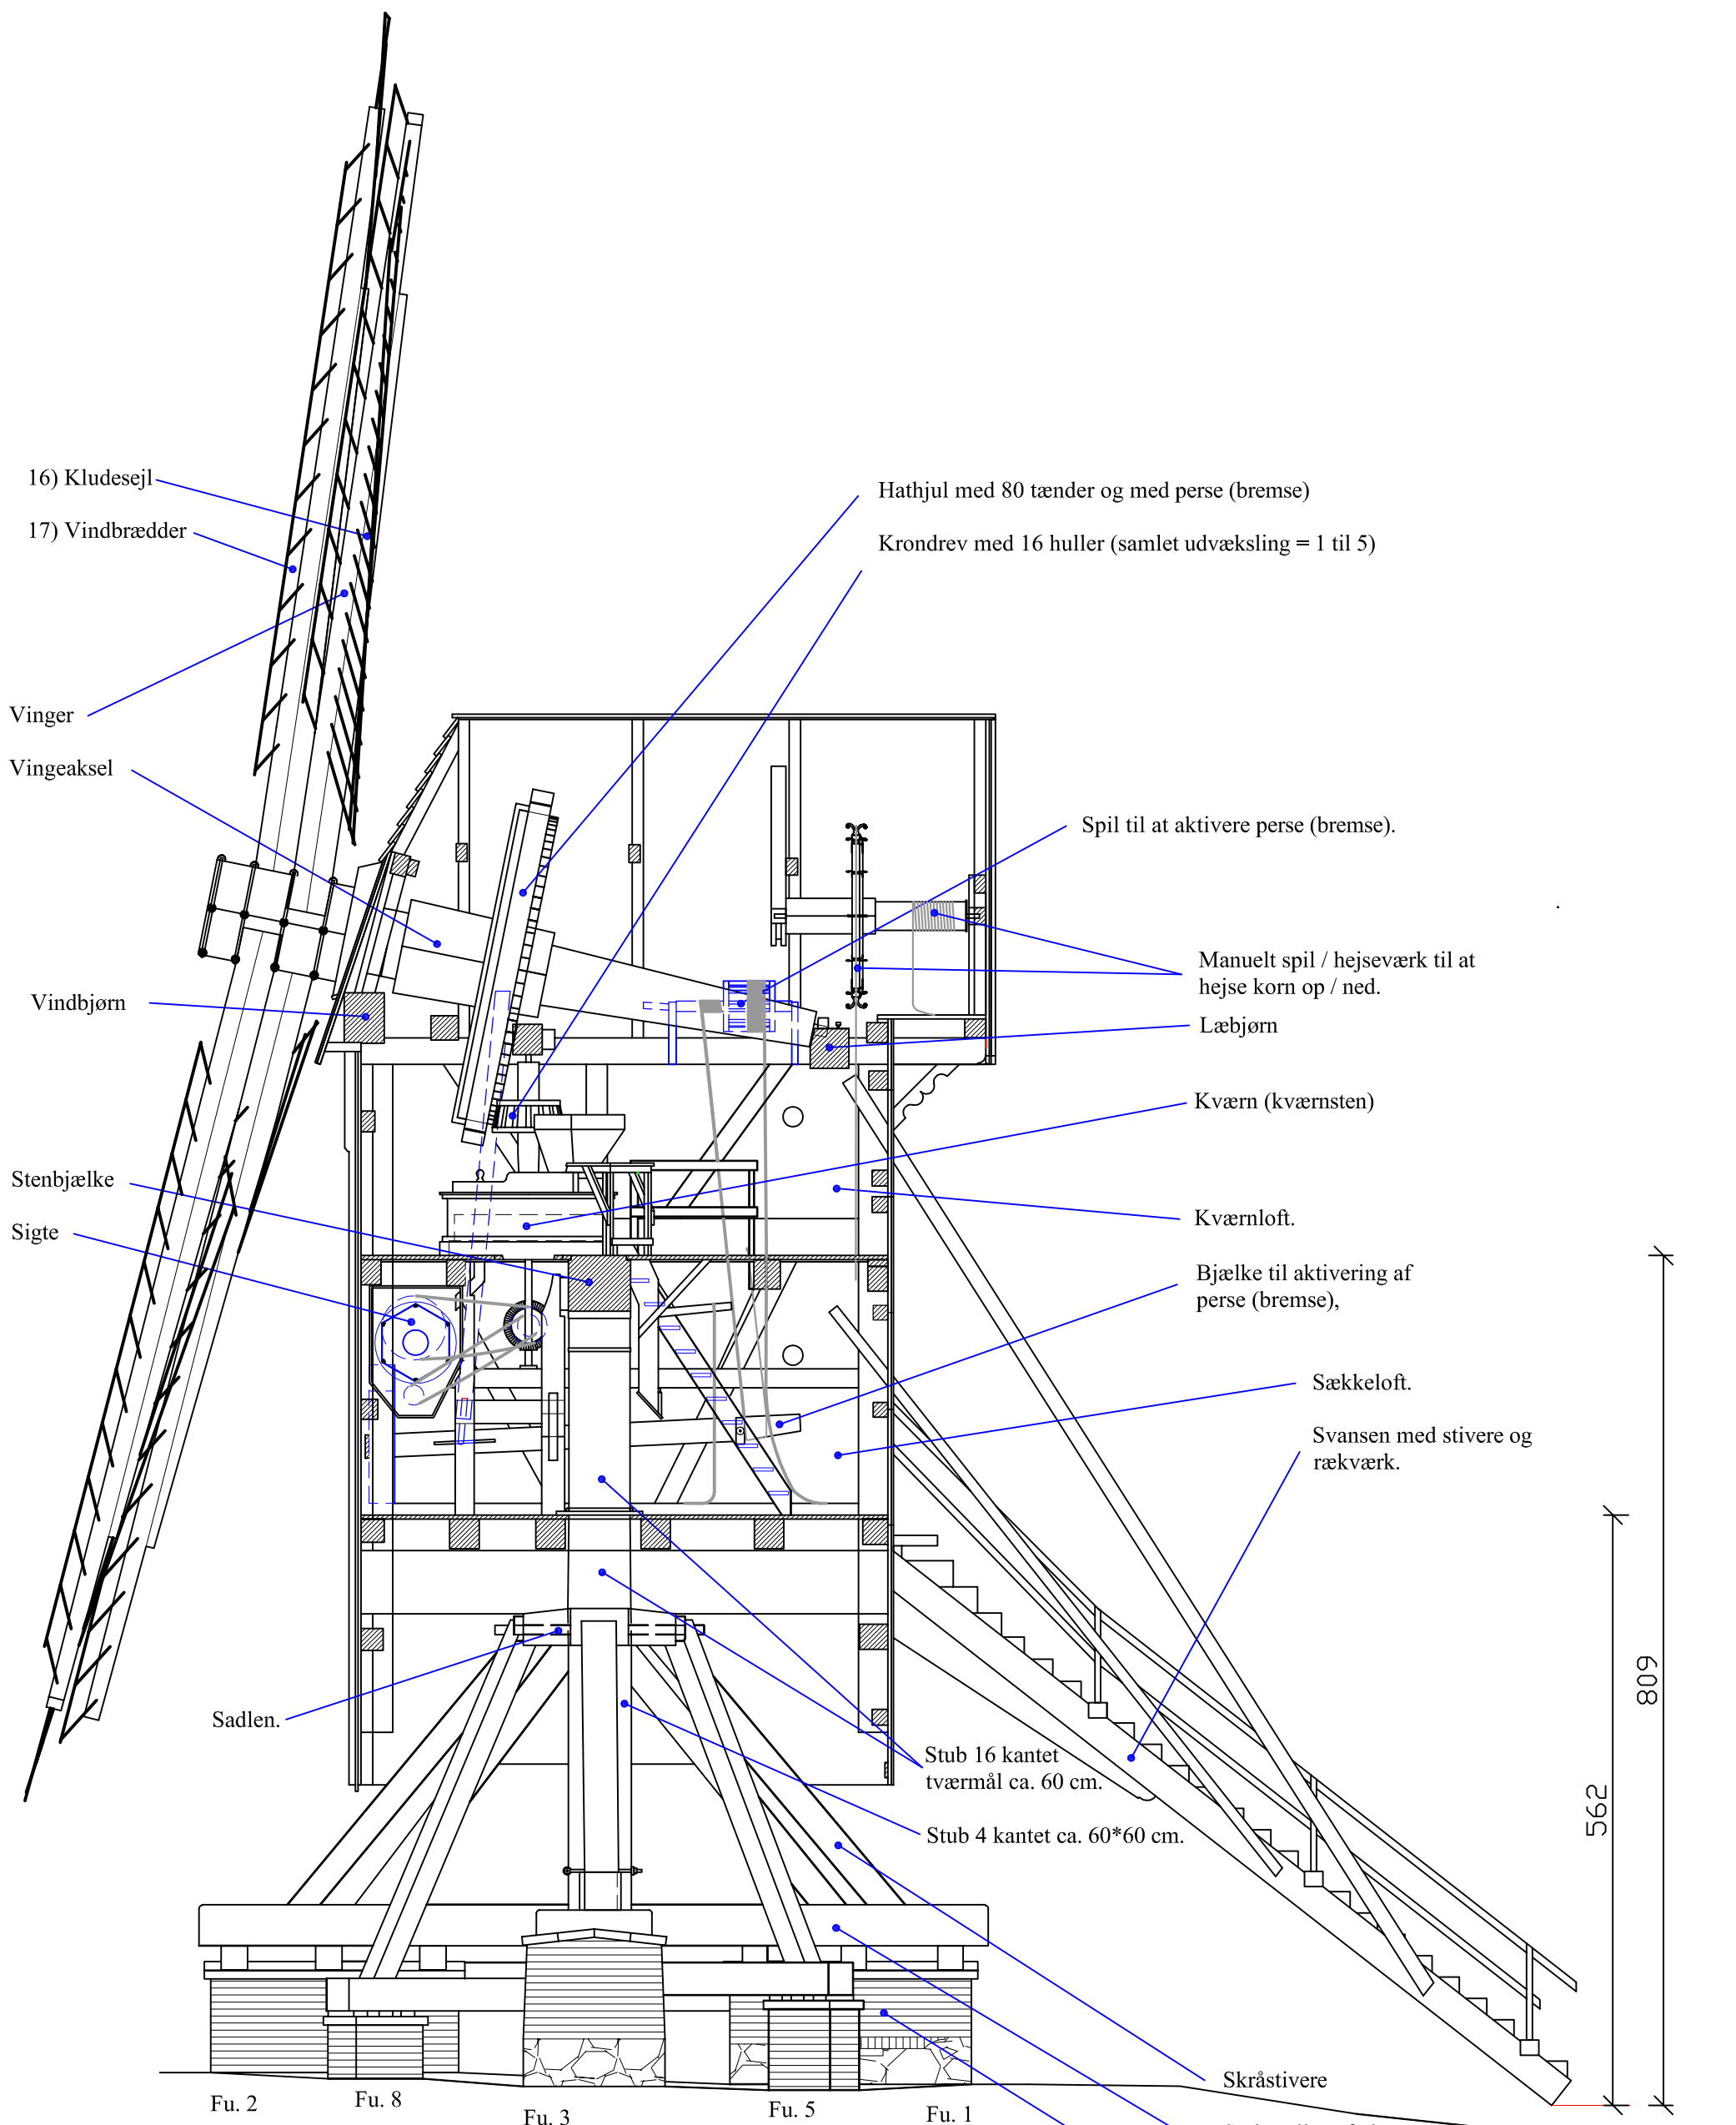 16) Kludesejl
17) Vindbrædder
Vinger
Vingeaksel
Vindbjørn
Stenbjælke
Sigte
Sadlen.
Hathjul med 80 tænder og med perse (bremse)
Krondrev med 16 huller (samlet udvæksling = 1 til 5)
Spil til at aktivere perse (bremse).
Manuelt spil / hejseværk til at
hejse korn op / ned.
Læbjørn
Kværn (kværnsten)
Kværnloft.
Bjælke til aktivering af
perse (bremse),
Sækkeloft.
Svansen med stivere og
rækværk.
Stub 16 kantet
tværmål ca. 60 cm.
Stub 4 kantet ca. 60*60 cm.
809
562
Skråstivere
Fu. 2
Fu. 8
Fu. 3
Fu. 5
Fu. 1